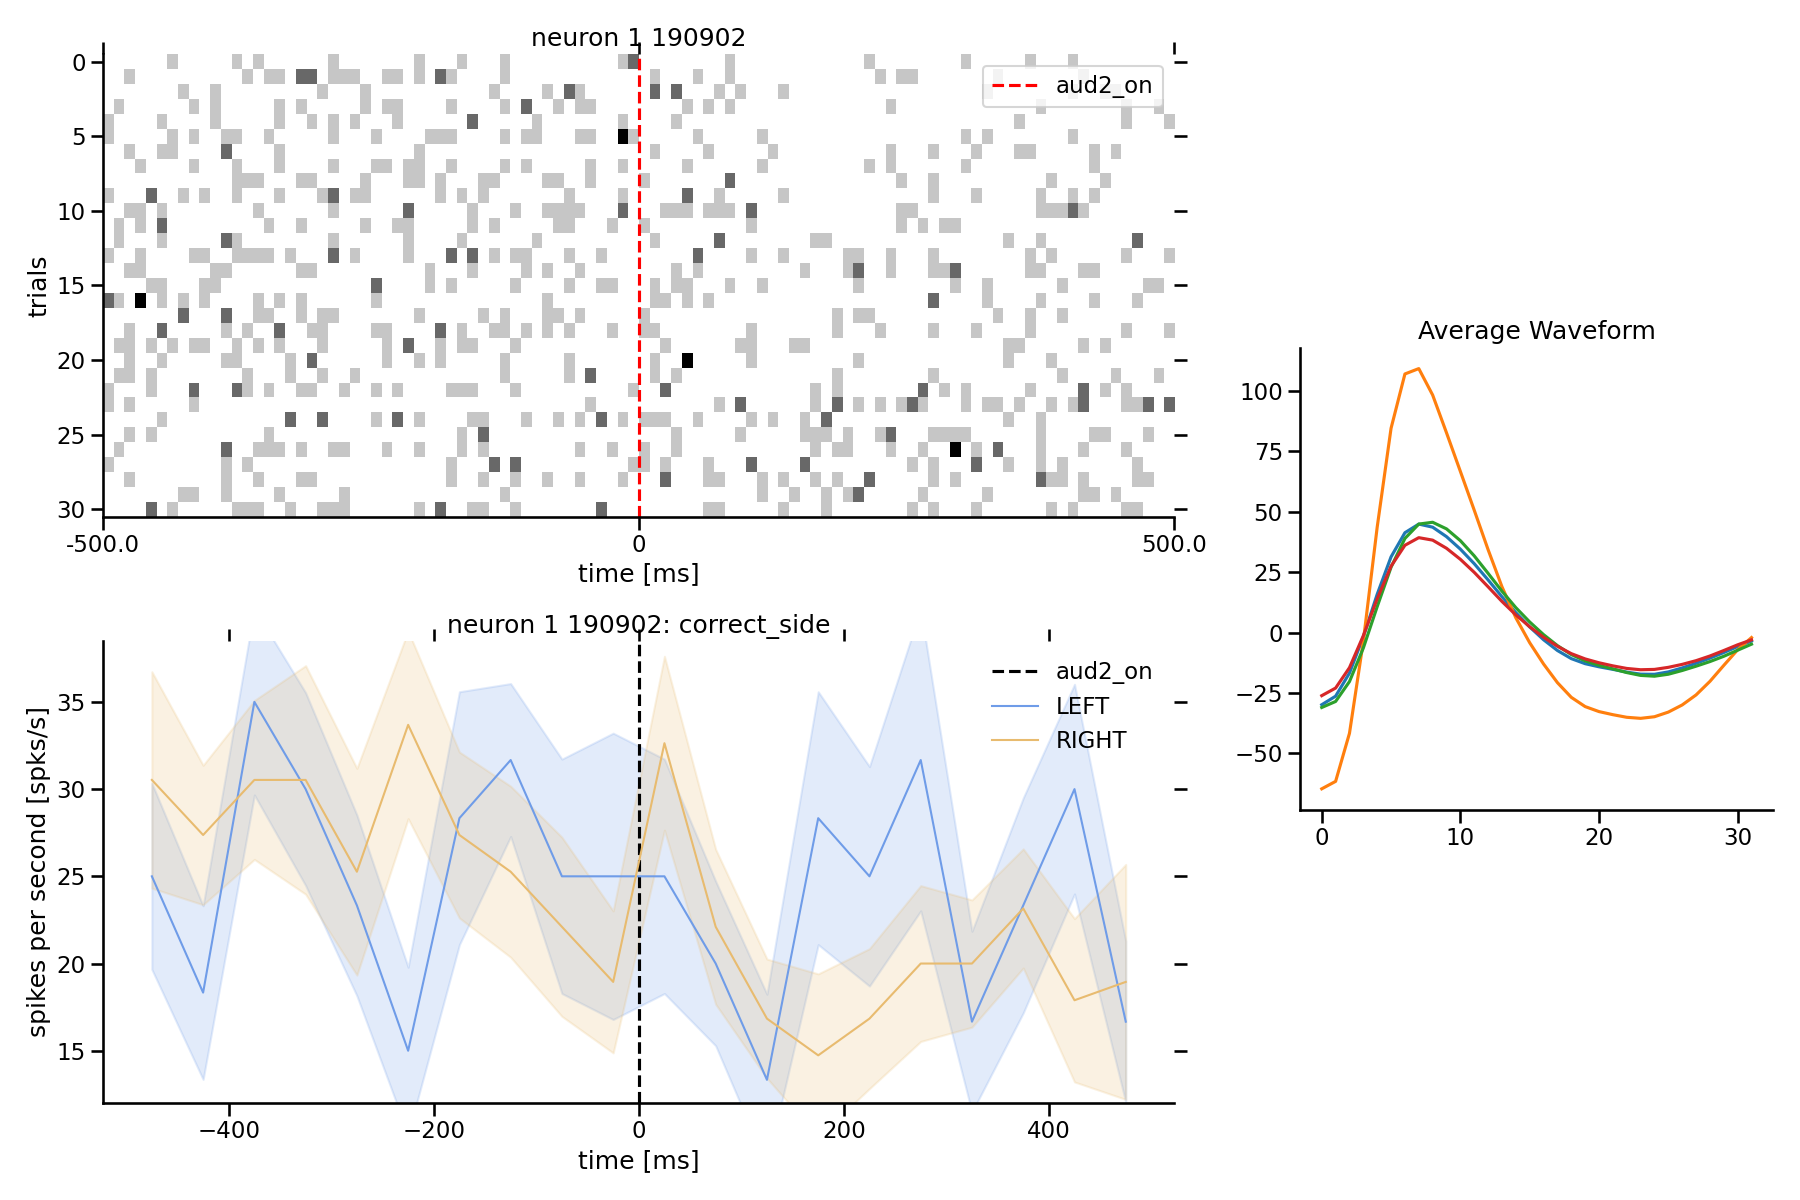 neuron 1 190902
0
5
10
15
20
25
30
trials
aud2_on
-500.0
0
500.0
time [ms]
neuron 1 190902: correct_side
35
30
25
20
15
spikes per second [spks/s]
aud2_on
LEFT
RIGHT
−400
−200
0
200
400
time [ms]
Average Waveform
100
75
50
25
0
−25
−50
0
10
20
30